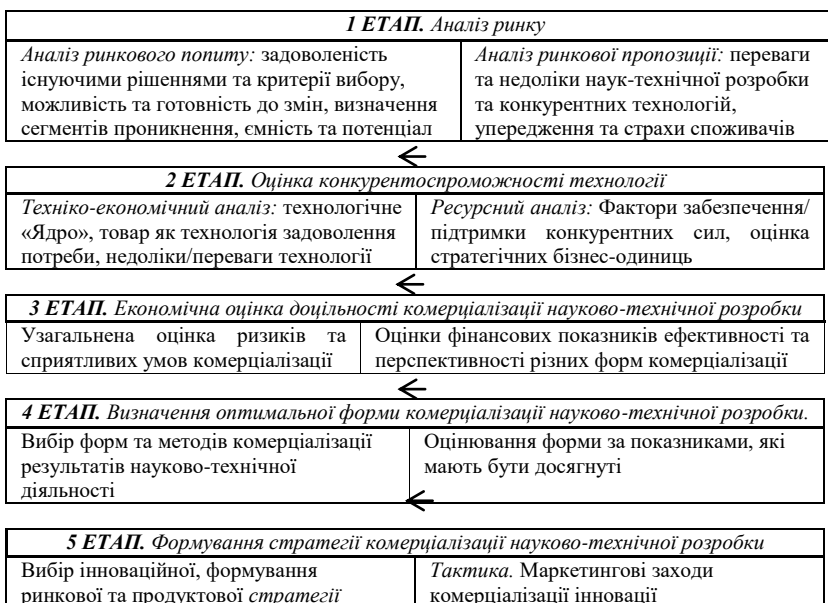 1 ЕТАП. Аналіз ринку
Аналіз ринкового попиту: задоволеність
існуючими рішеннями та критерії вибору,
можливість та готовність до змін, визначення
сегментів проникнення, ємність та потенціал
Аналіз ринкової пропозиції: переваги
та недоліки наук-технічної розробки
та конкурентних технологій,
упередження та страхи споживачів
2 ЕТАП. Оцінка конкурентоспроможності технології
Техніко-економічний аналіз: технологічне
«Ядро», товар як технологія задоволення
потреби, недоліки/переваги технології
Ресурсний аналіз: Фактори забезпечення/
підтримки конкурентних сил, оцінка
стратегічних бізнес-одиниць
3 ЕТАП. Економічна оцінка доцільності комерціалізації науково-технічної розробки
Узагальнена оцінка ризиків та
сприятливих умов комерціалізації
Оцінки фінансових показників ефективності та
перспективності різних форм комерціалізації
4 ЕТАП. Визначення оптимальної форми комерціалізації науково-технічної розробки.
Вибір форм та методів комерціалізації
результатів науково-технічної
діяльності
Оцінювання форми за показниками, які
мають бути досягнуті
5 ЕТАП. Формування стратегії комерціалізації науково-технічної розробки
Вибір інноваційної, формування
ринкової та продуктової стратегії
Тактика. Маркетингові заходи
комерціалізації інновації